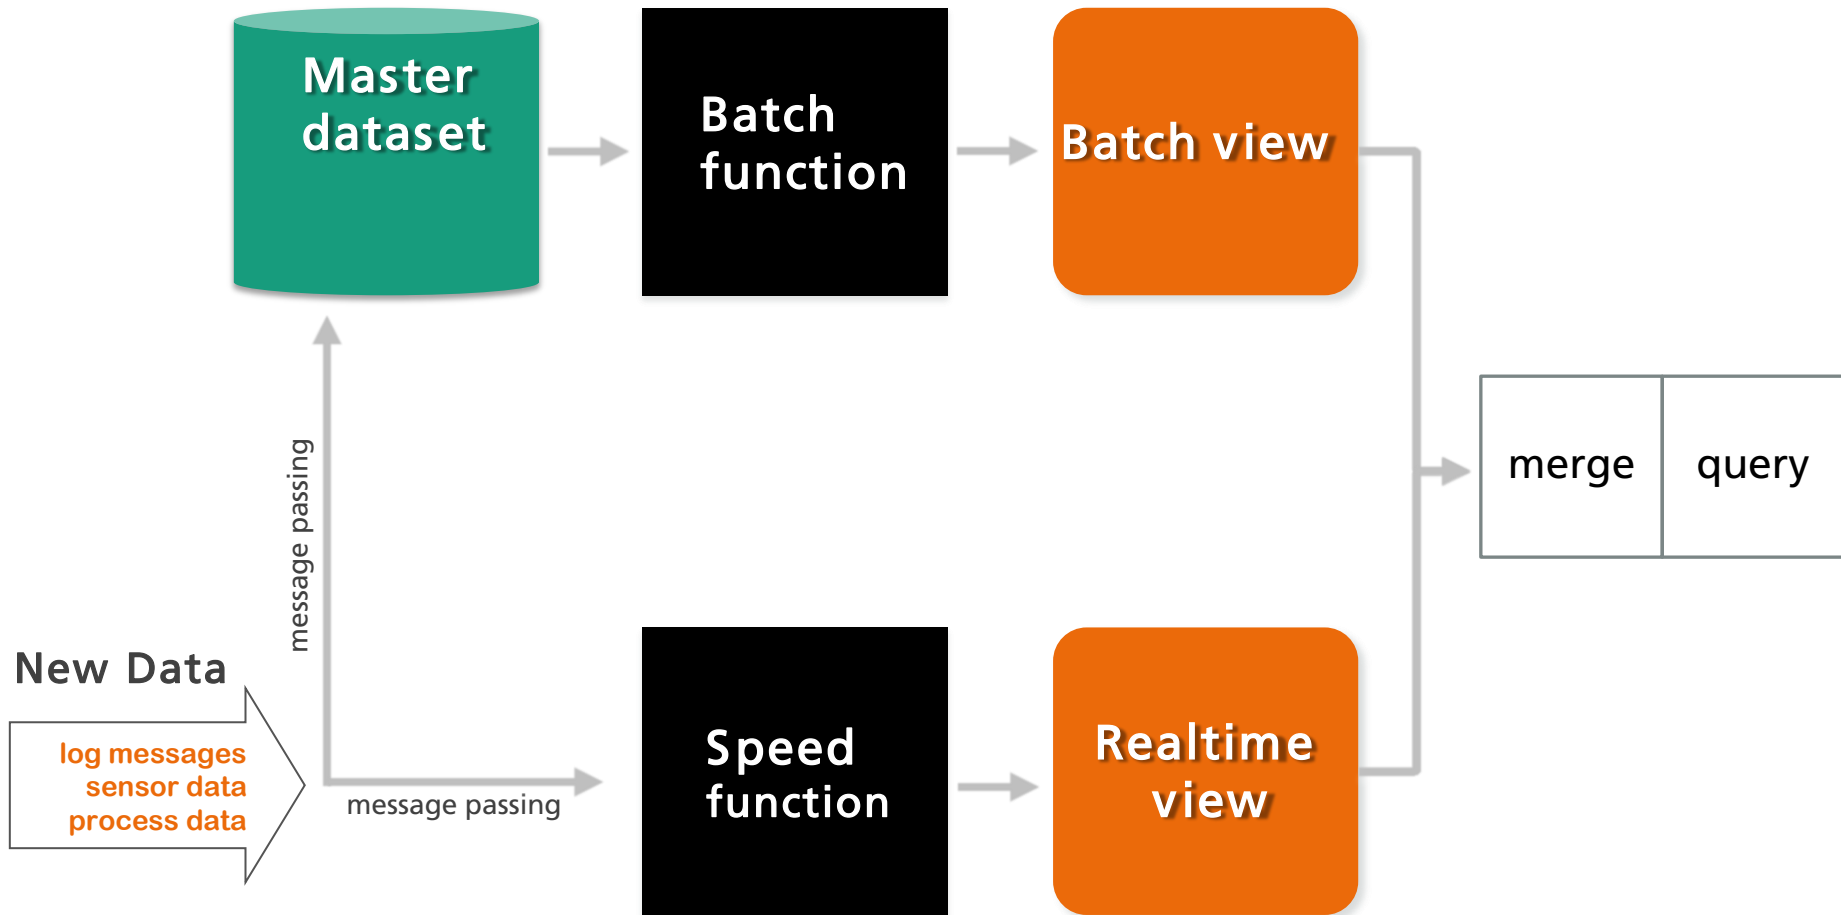 Master
dataset
Batch
function
Batch view
message passing
merge
query
New Data
log messages
sensor data
process data
message passing
Speed
function
Realtime
view